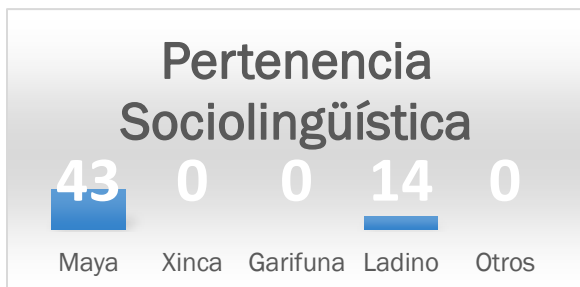 Pertenencia
Sociolingüística
43 0 0 14 0
Maya Xinca Garifuna Ladino Otros